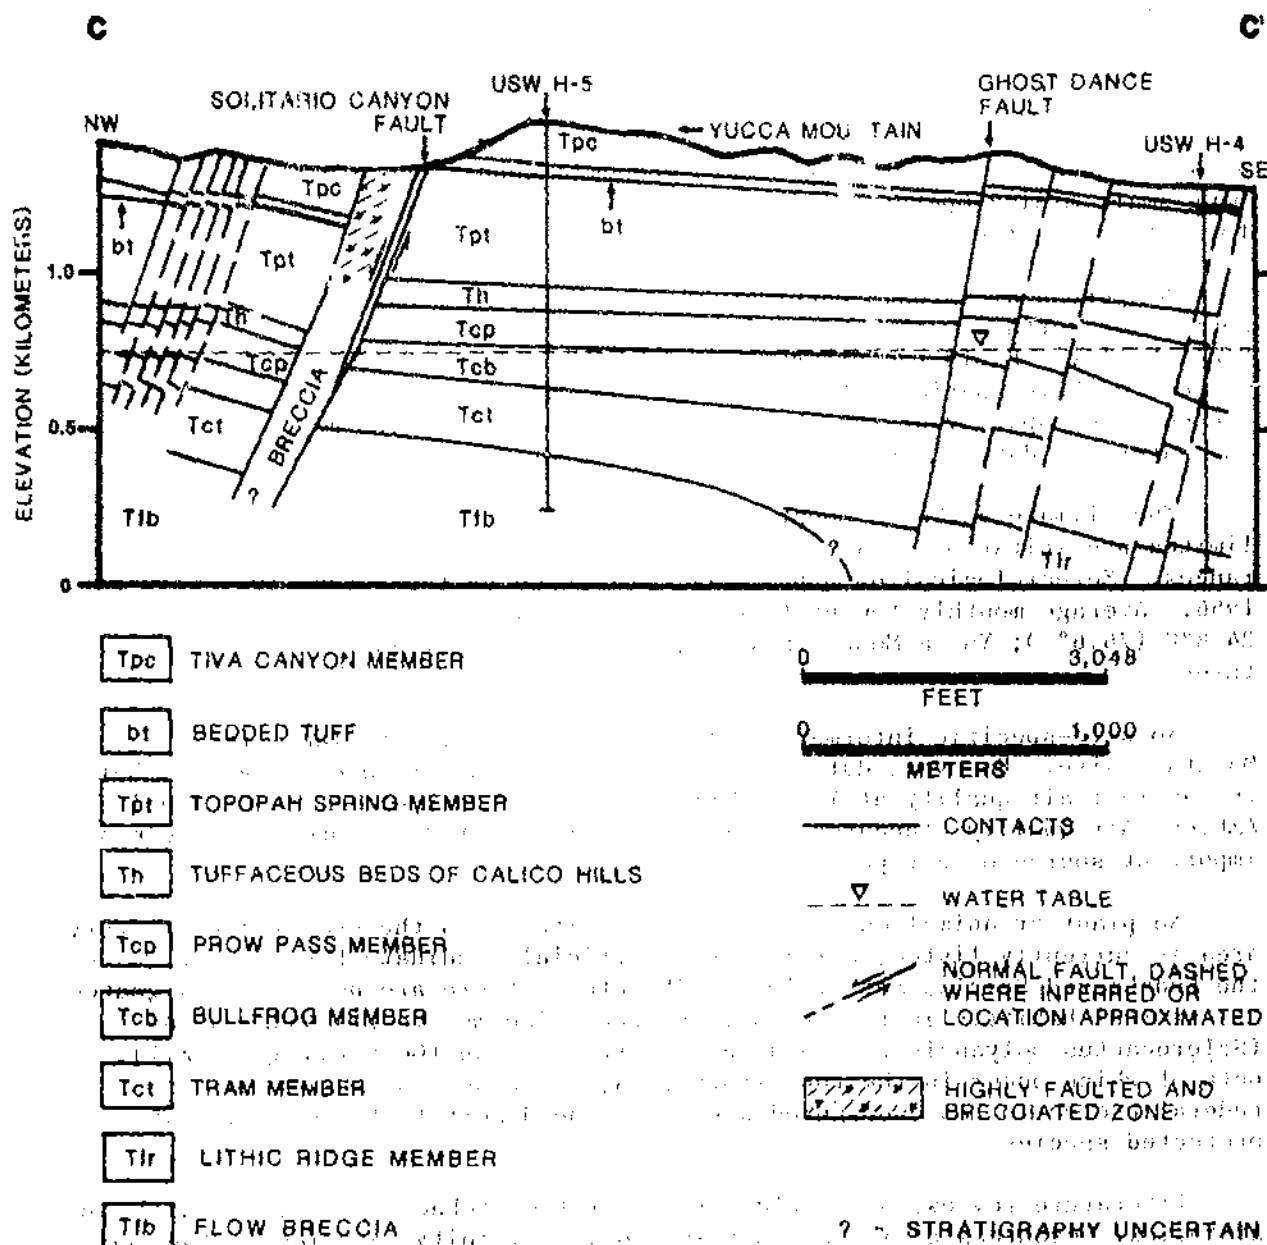 C C'
SOLITARIO CANYON FAULT
USW H-5
GHOST DANCE FAULT
NW
YUCCA MOU TAIN
USW H-4
SE
Tpc
Tpc
bt
Tpt
Tpt
bt
1.0
Th
Th
Tcp
Tcp
Tcb
BRECCIA
Tct
Tct
0.5
?
Tfb
Tfb
?
Tlr
0
ELEVATION (KILOMETERS)
Tpc TIVA CANYON MEMBER
bt BEDDED TUFF
Tpt TOPOPAH SPRING MEMBER
Th TUFFACEOUS BEDS OF CALICO HILLS
Tcp PROW PASS MEMBER
Tcb BULLFROG MEMBER
Tct TRAM MEMBER
Tlr LITHIC RIDGE MEMBER
Tfb FLOW BRECCIA
0 3,048
FEET
0 1,000
METERS
CONTACTS
WATER TABLE
NORMAL FAULT, DASHED
WHERE INFERRED OR
LOCATION APPROXIMATED
HIGHLY FAULTED AND
BRECCIATED ZONE
? - STRATIGRAPHY UNCERTAIN